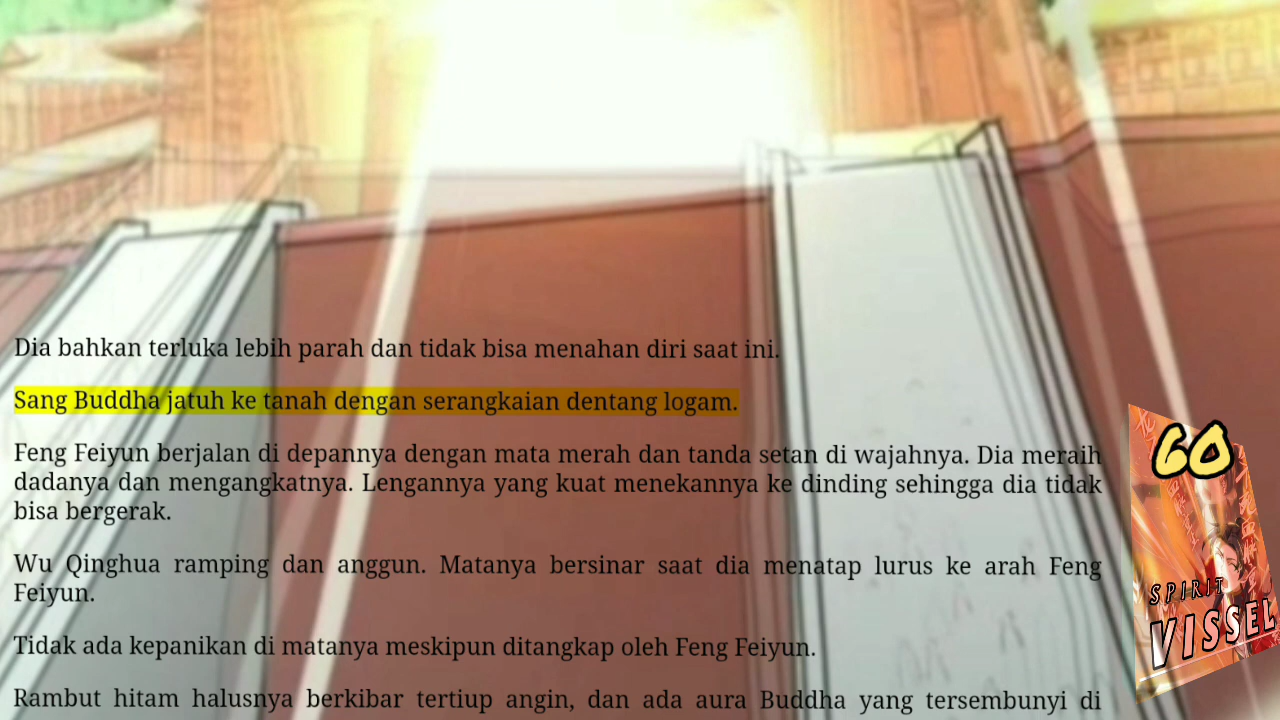 Dia bahkan terluka lebih parah dan tidak bisa menahan diri saat ini.
Sang Buddha jatuh ke tanah dengan serangkaian dentang logam.
Feng Feiyun berjalan di depannya dengan mata merah dan tanda setan di wajahnya. Dia meraih
dadanya dan mengangkatnya. Lengannya yang kuat menekannya ke dinding sehingga dia tidak
bisa bergerak.
Wu Qinghua ramping dan anggun. Matanya bersinar saat dia menatap lurus ke arah Feng
Feiyun.
Tidak ada kepanikan di matanya meskipun ditangkap oleh Feng Feiyun.
Rambut hitam halusnya berkibar tertiup angin, dan ada aura Buddha yang tersembunyi di
60
SPIRIT
VISSEL